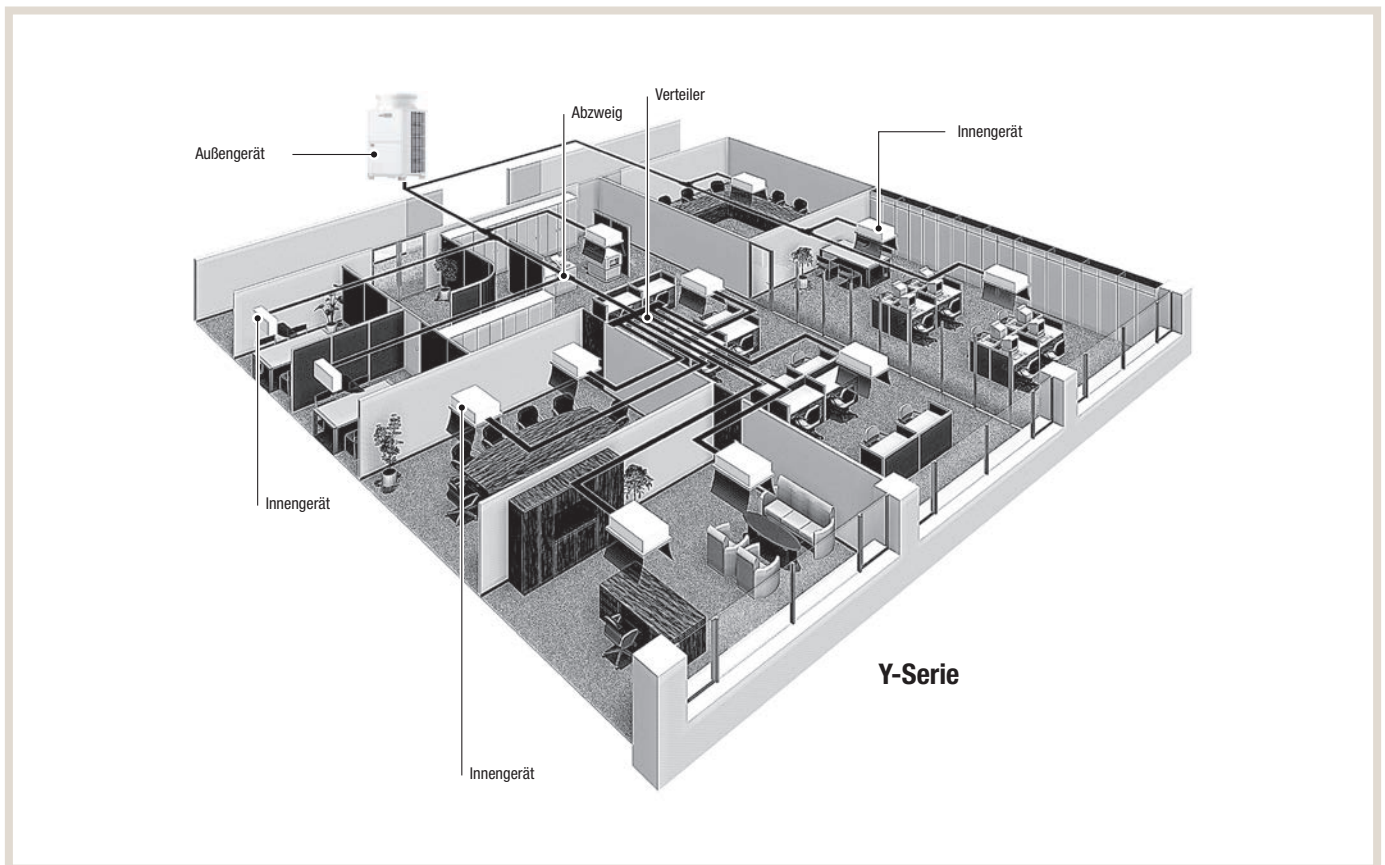 Verteiler
Abzweig
Innengerät
Außengerät
Innengerät
Y-Serie
Innengerät